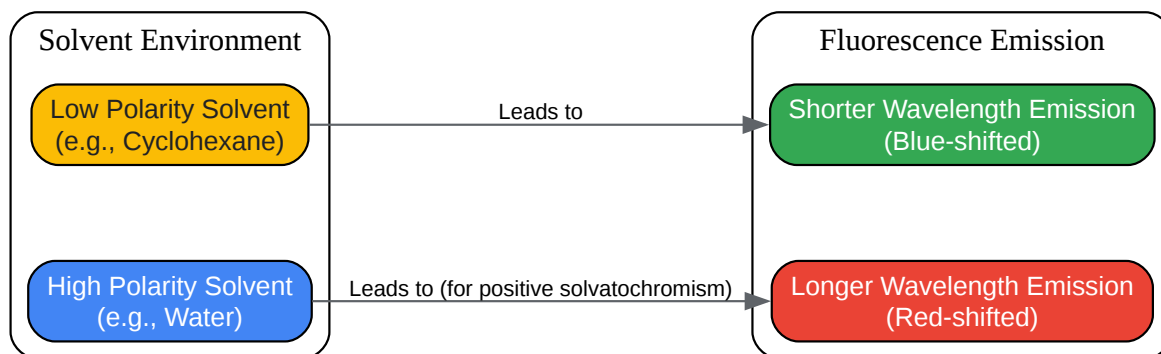 Solvent Environment
Fluorescence Emission
Low Polarity Solvent
(e.g., Cyclohexane)
Leads to
Shorter Wavelength Emission
(Blue-shifted)
High Polarity Solvent
(e.g., Water)
Leads to (for positive solvatochromism)
Longer Wavelength Emission
(Red-shifted)